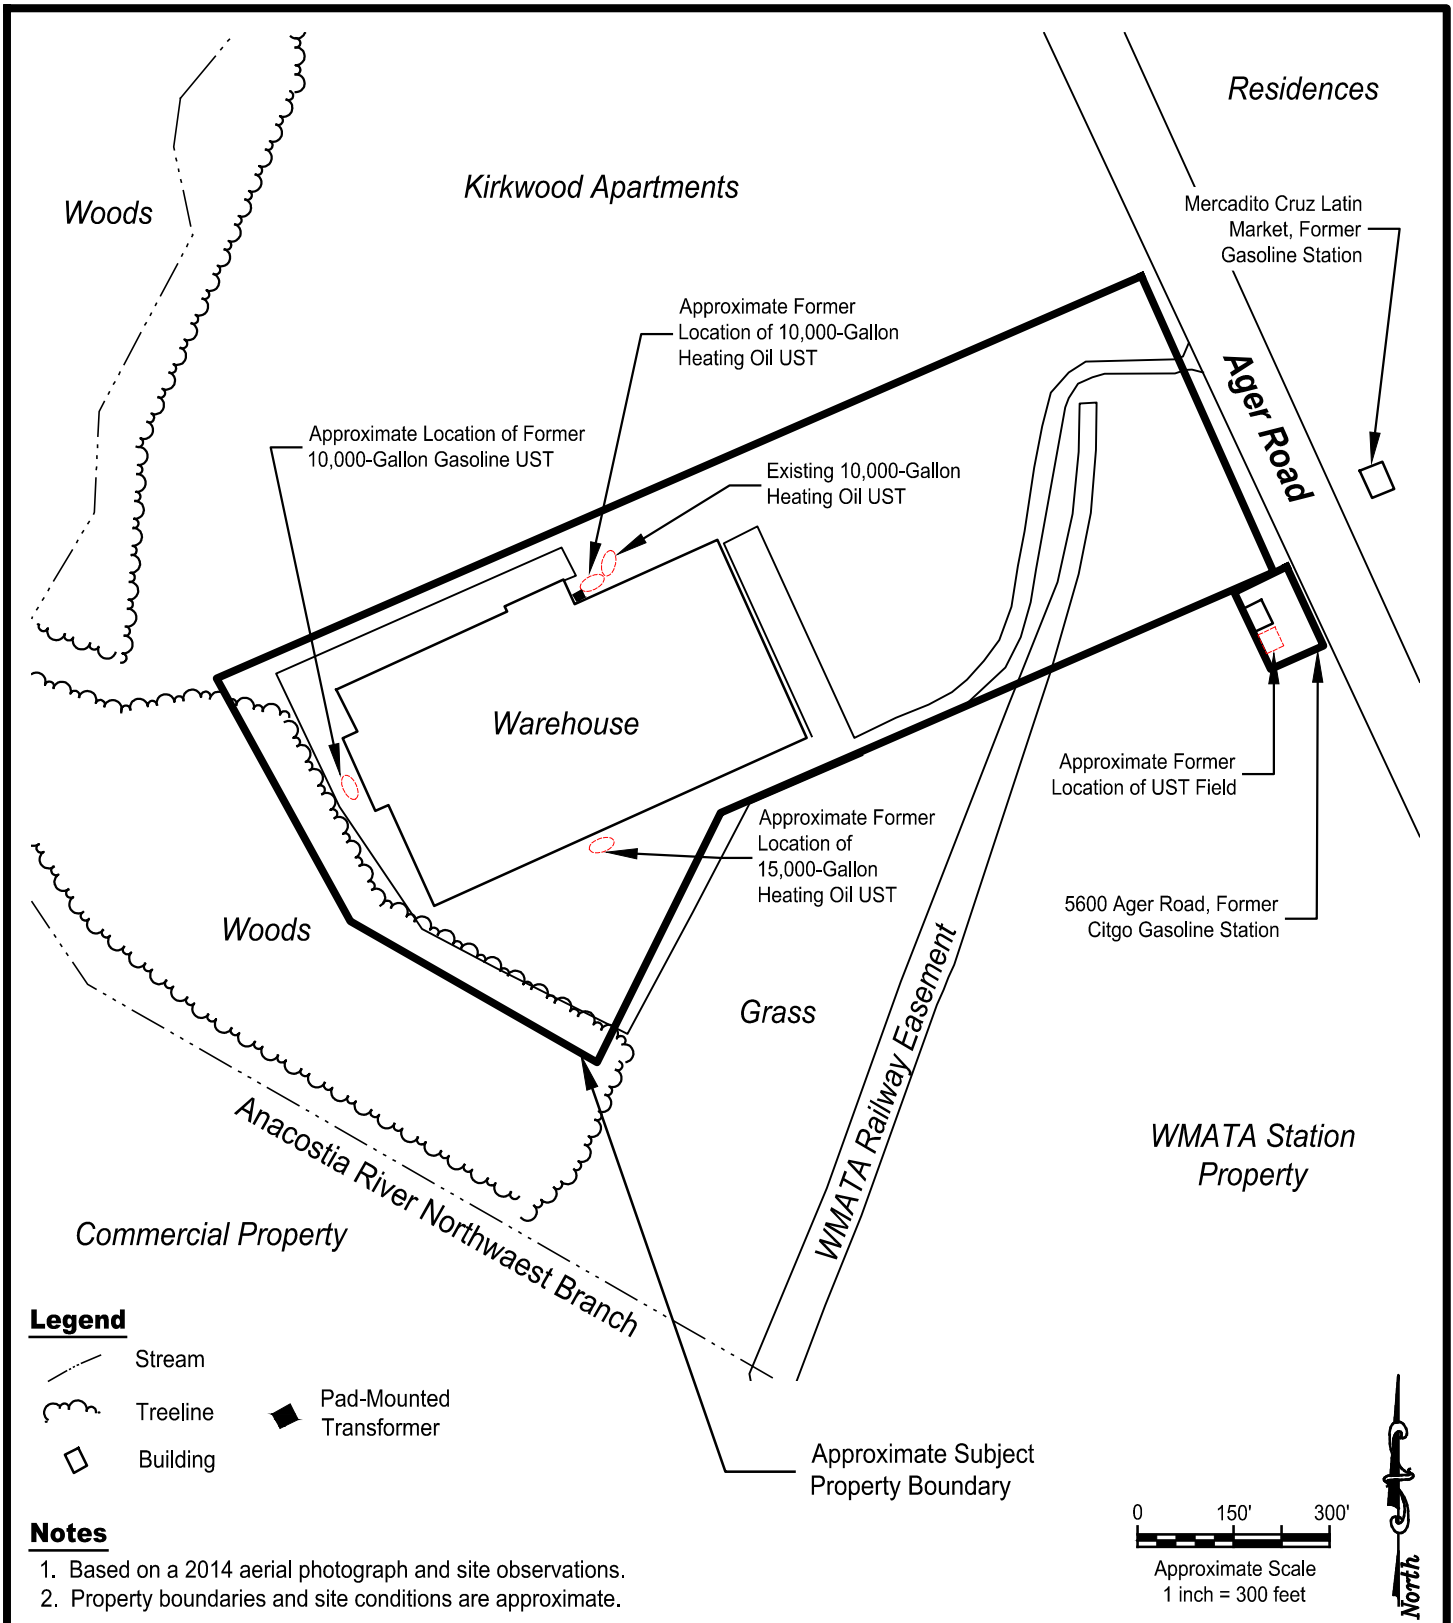 Residences
Kirkwood Apartments
Woods
Mercadito Cruz Latin
Market, Former
Gasoline Station
Approximate Former
Location of 10,000-Gallon
Heating Oil UST
Ager Road
Approximate Location of Former
10,000-Gallon Gasoline UST
Existing 10,000-Gallon
Heating Oil UST
Warehouse
Approximate Former
Location of UST Field
Approximate Former
Location of
15,000-Gallon
Heating Oil UST
5600 Ager Road, Former
Citgo Gasoline Station
Woods
Grass
WMATA Railway Easement
WMATA Station
Property
Anacostia River Northwaest Branch
Commercial Property
Legend
Stream
Treeline
Building
Pad-Mounted
Transformer
Approximate Subject
Property Boundary
Notes
1. Based on a 2014 aerial photograph and site observations.
2. Property boundaries and site conditions are approximate.
0 150' 300'
Approximate Scale
1 inch = 300 feet
North